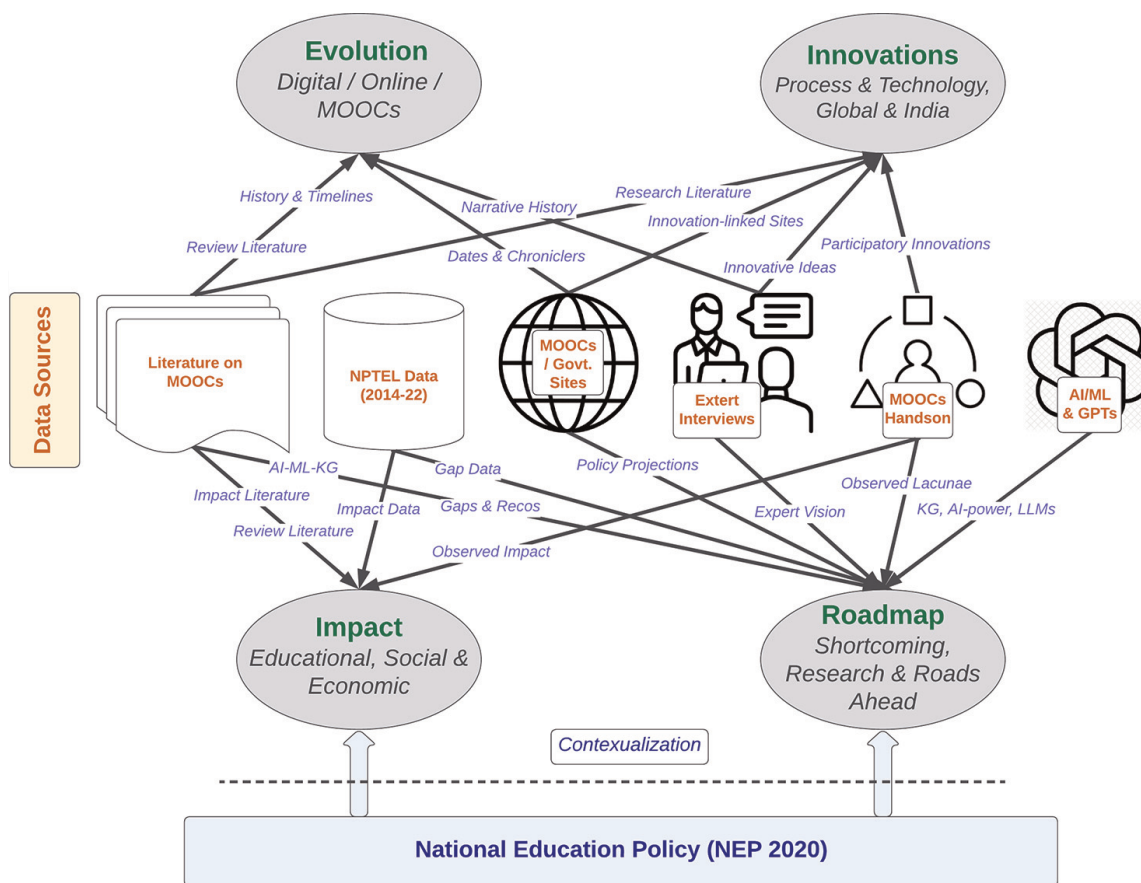 Evolution
Digital / Online /
MOOCs
Innovations
Process & Technology,
Global & India
History & Timelines
Research Literature
Narrative History
Innovation-linked Sites
Review Literature
Dates & Chroniclers
Innovative Ideas
Participatory Innovations
Data Sources
Literature on
MOOCs
NPTEL Data
(2014-22)
MOOCs
/ Govt.
Sites
Extert
Interviews
MOOCs
Handson
AI/ML
& GPTs
AI-ML-KG
Gap Data
Policy Projections
Observed Lacunae
Impact Literature
Impact Data
Gaps & Recos
Expert Vision
KG, AI-power, LLMs
Review Literature
Observed Impact
Impact
Educational, Social &
Economic
Roadmap
Shortcoming,
Research & Roads
Ahead
Contexualization
National Education Policy (NEP 2020)